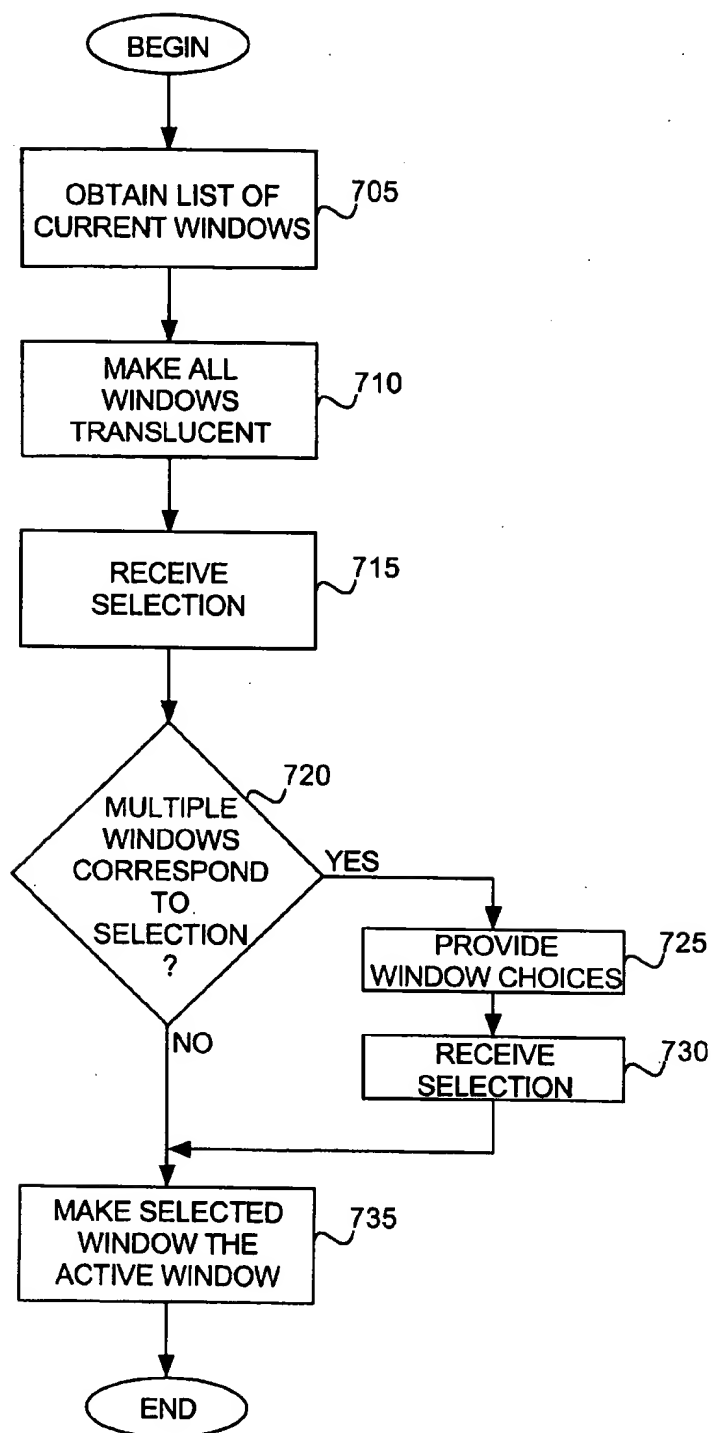 BEGIN
OBTAIN LIST OF
CURRENT WINDOWS
705
MAKE ALL
WINDOWS
TRANSLUCENT
710
RECEIVE
SELECTION
715
MULTIPLE
WINDOWS
CORRESPOND
TO
SELECTION
?
720
YES
NO
PROVIDE
WINDOW CHOICES
725
RECEIVE
SELECTION
730
MAKE SELECTED
WINDOW THE
ACTIVE WINDOW
735
END